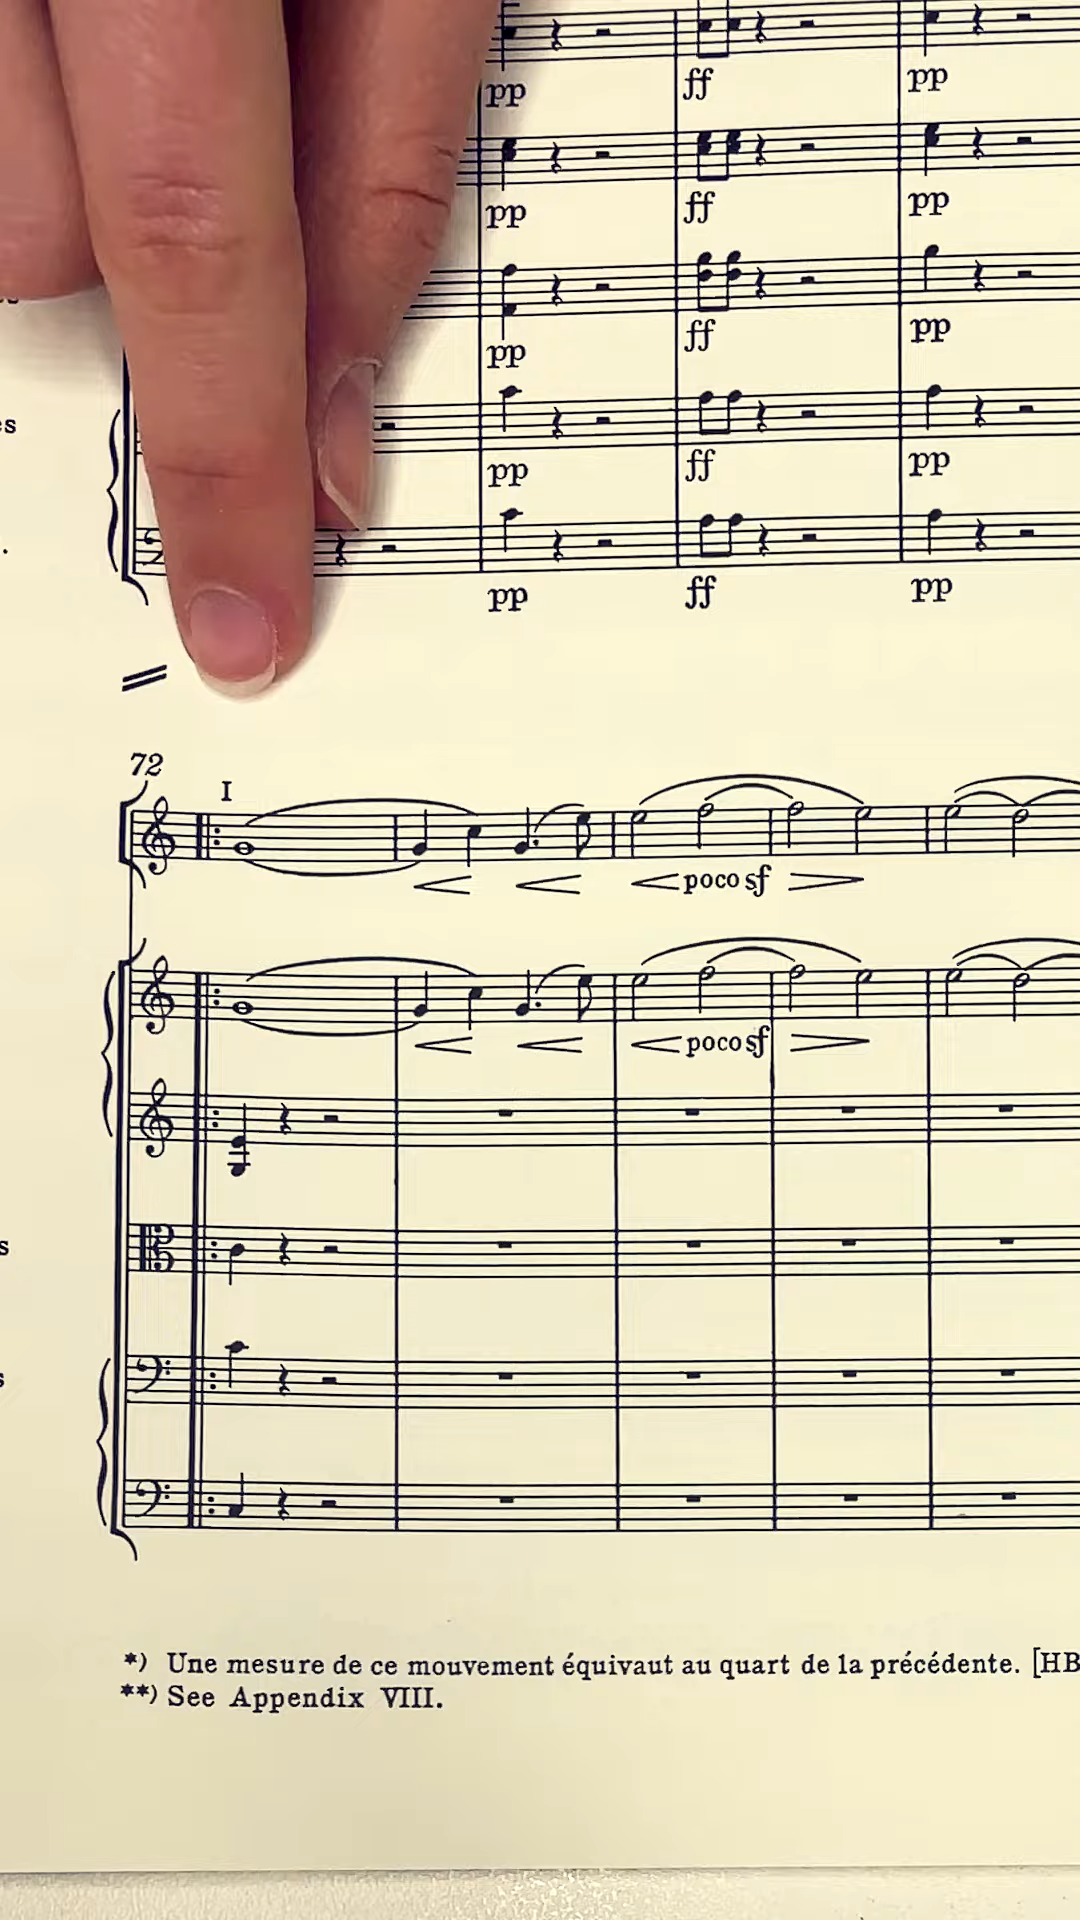 pp ff pp
pp ff pp
pp ff pp
es
pp ff pp
.
pp ff pp
72
I
poco sf
poco sf
s
s
*) Une mesure de ce mouvement équivaut au quart de la précédente. [HB
**) See Appendix VIII.